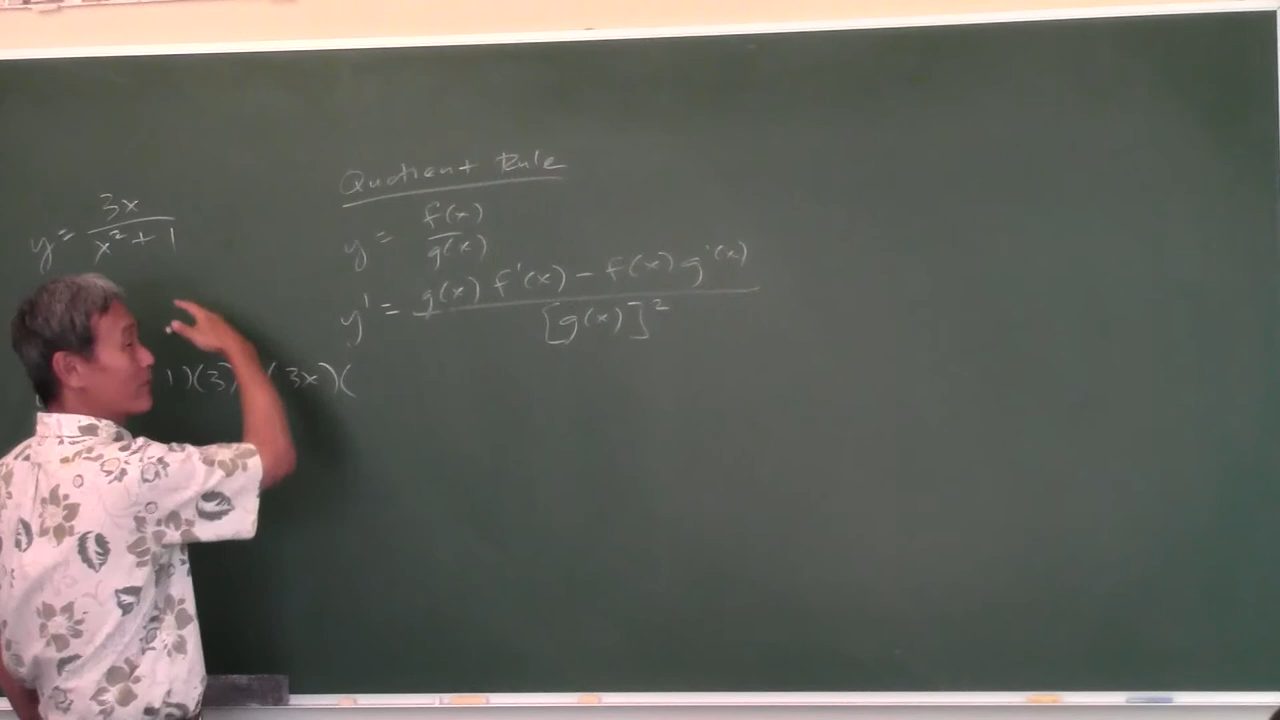 y = 3x / x² + 1
Quotient Rule
y = f(x) / g(x)
y' = g(x) f'(x) - f(x) g'(x) / [g(x)]²
1)(3) (3x)(